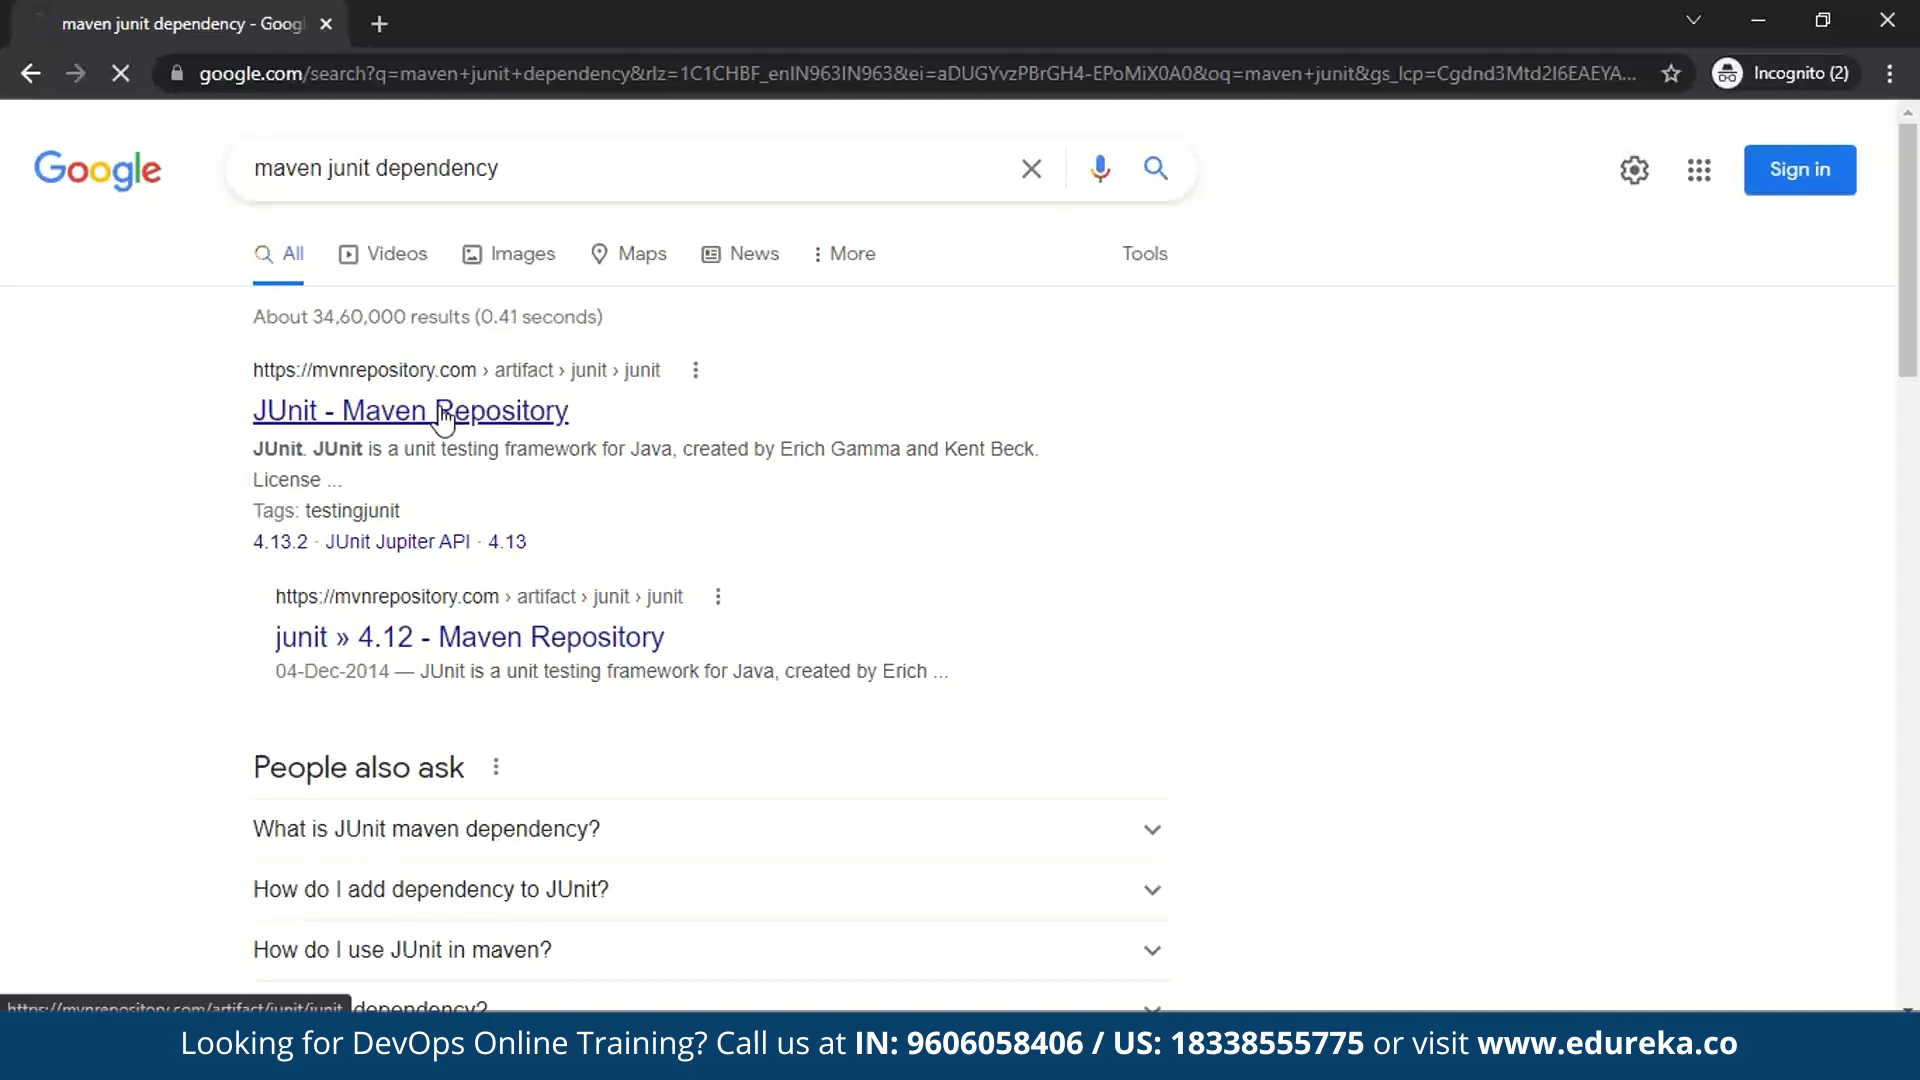 maven junit dependency - Goog
google.com/search?q=maven+junit+dependency&rlz=1C1CHBF_enIN963IN963&ei=aDUGYvzPBrGH4-EPoMiX0A0&oq=maven+junit&gs_lcp=Cgdnd3Mtd2l6EAEYA...
Incognito (2)
Google
maven junit dependency
Sign in
All
Videos
Images
Maps
News
More
Tools
About 34,60,000 results (0.41 seconds)
https://mvnrepository.com › artifact › junit › junit
JUnit - Maven Repository
JUnit. JUnit is a unit testing framework for Java, created by Erich Gamma and Kent Beck.
License ...
Tags: testingjunit
4.13.2 · JUnit Jupiter API · 4.13
https://mvnrepository.com › artifact › junit › junit
junit » 4.12 - Maven Repository
04-Dec-2014 — JUnit is a unit testing framework for Java, created by Erich ...
People also ask
What is JUnit maven dependency?
How do I add dependency to JUnit?
How do I use JUnit in maven?
https://mvnrepository.com/artifact/junit/junit
dependency?
Looking for DevOps Online Training? Call us at IN: 9606058406 / US: 18338555775 or visit www.edureka.co